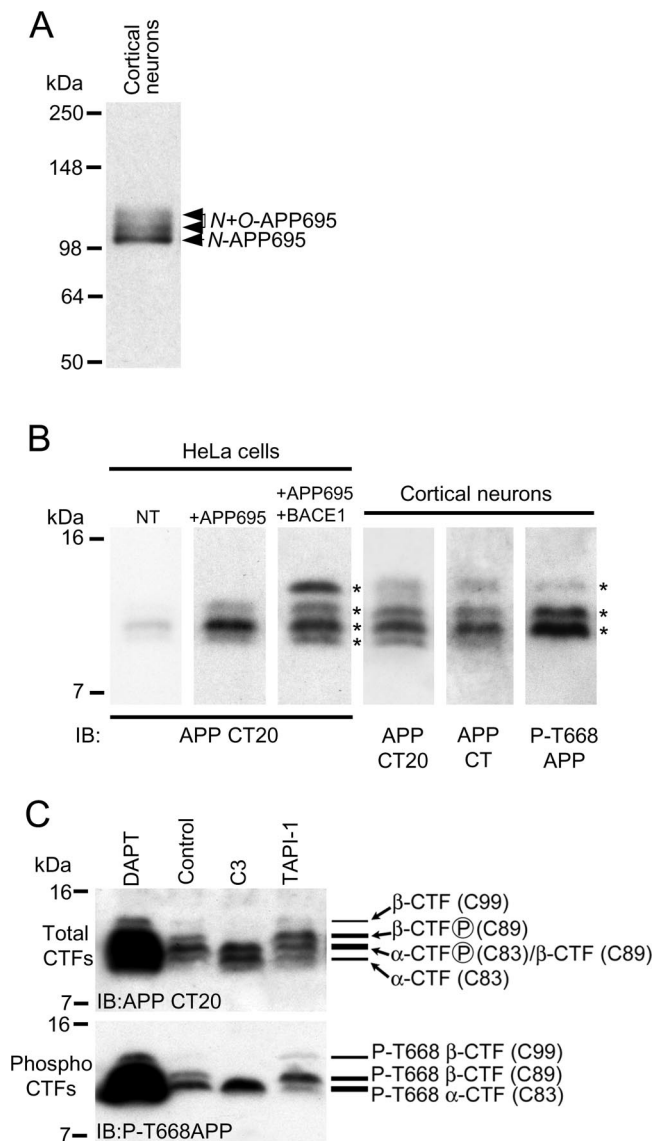 A
Cortical
neurons
kDa
250
148
98
64
50
N+O-APP695
N-APP695
B
HeLa cells
Cortical neurons
kDa
NT
+APP695
+APP695
+BACE1
16
*
*
*
*
*
*
*
7
IB:
APP CT20
APP
CT20
APP
CT
P-T668
APP
C
kDa
DAPT
Control
C3
TAPI-1
16
Total
CTFs
7
IB:APP CT20
β-CTF (C99)
β-CTFⓅ(C89)
α-CTFⓅ(C83)/β-CTF (C89)
α-CTF (C83)
16
Phospho
CTFs
7
IB:P-T668APP
P-T668 β-CTF (C99)
P-T668 β-CTF (C89)
P-T668 α-CTF (C83)